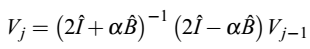 V_j = (2Î + αB̂)^{-1} (2Î − αB̂) V_{j−1}